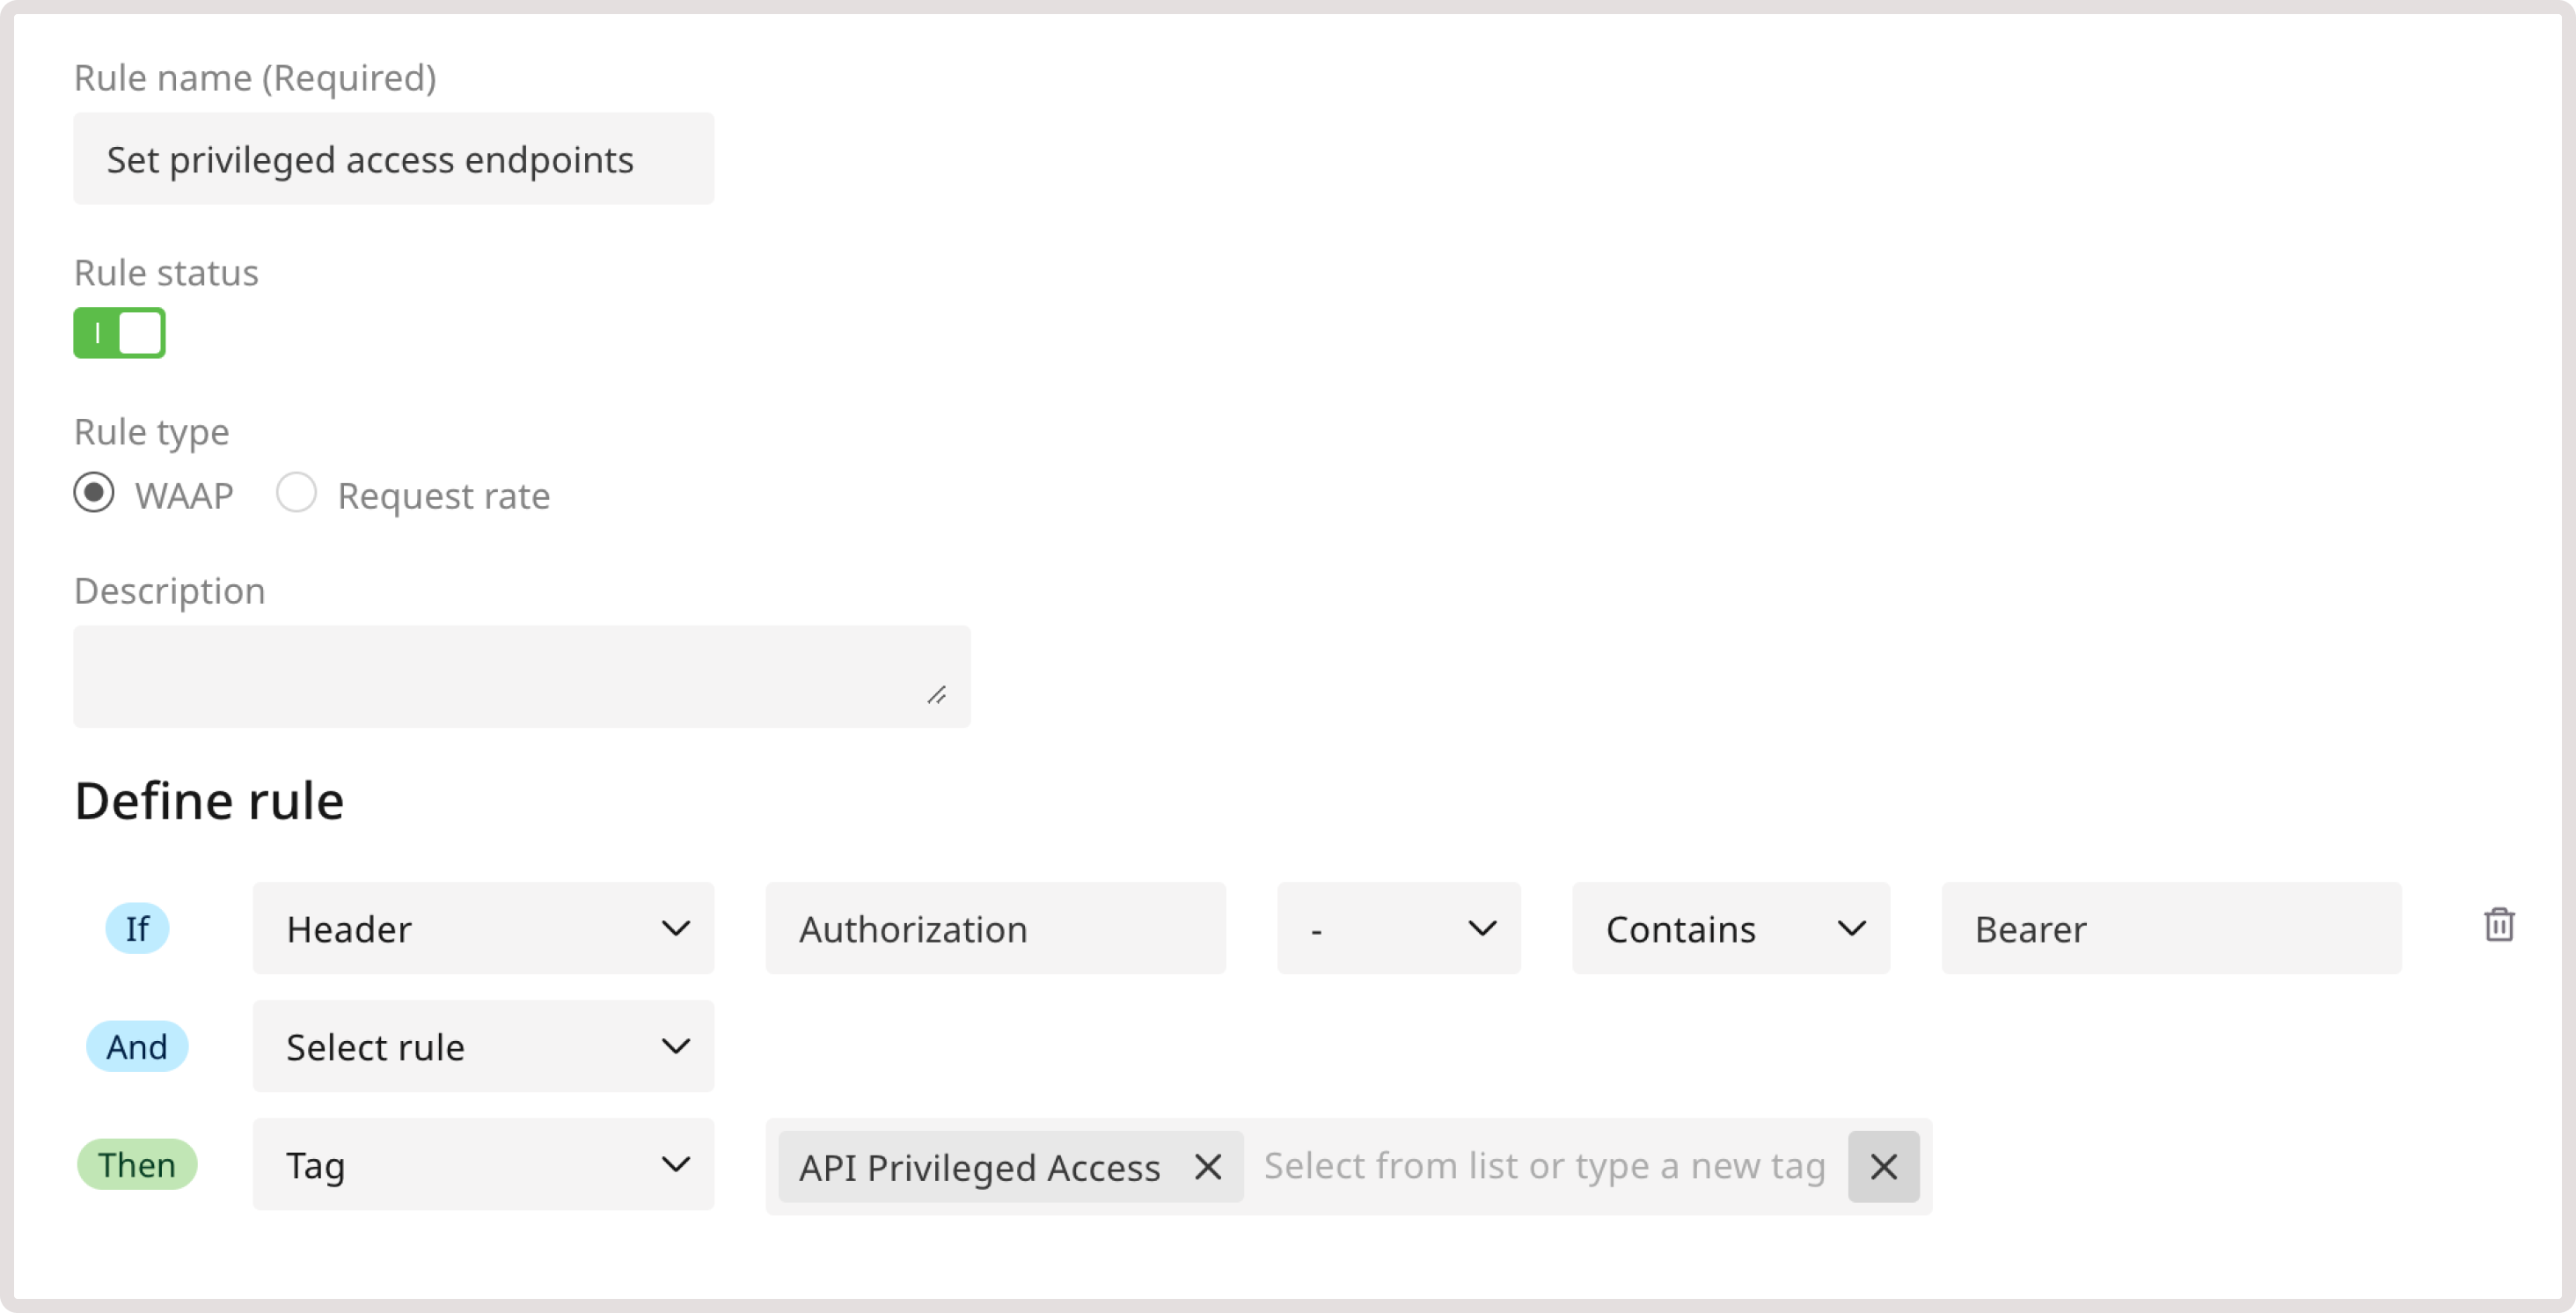 Rule name (Required)
Set privileged access endpoints
Rule status
Rule type
WAAP Request rate
Description
Define rule
If Header Authorization - Contains Bearer
And Select rule
Then Tag API Privileged Access Select from list or type a new tag